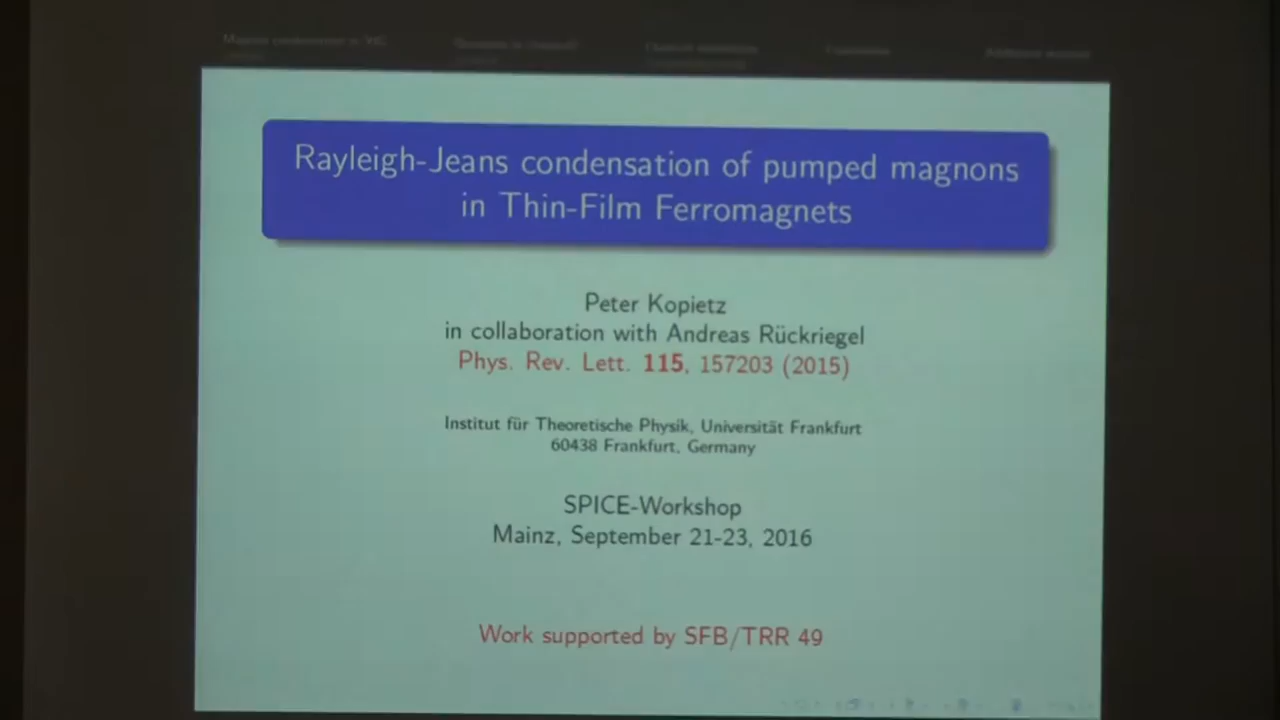 Rayleigh-Jeans condensation of pumped magnons
in Thin-Film Ferromagnets
Peter Kopietz
in collaboration with Andreas Rückriegel
Phys. Rev. Lett. 115, 157203 (2015)
Institut für Theoretische Physik, Universität Frankfurt
60438 Frankfurt, Germany
SPICE-Workshop
Mainz, September 21-23, 2016
Work supported by SFB/TRR 49